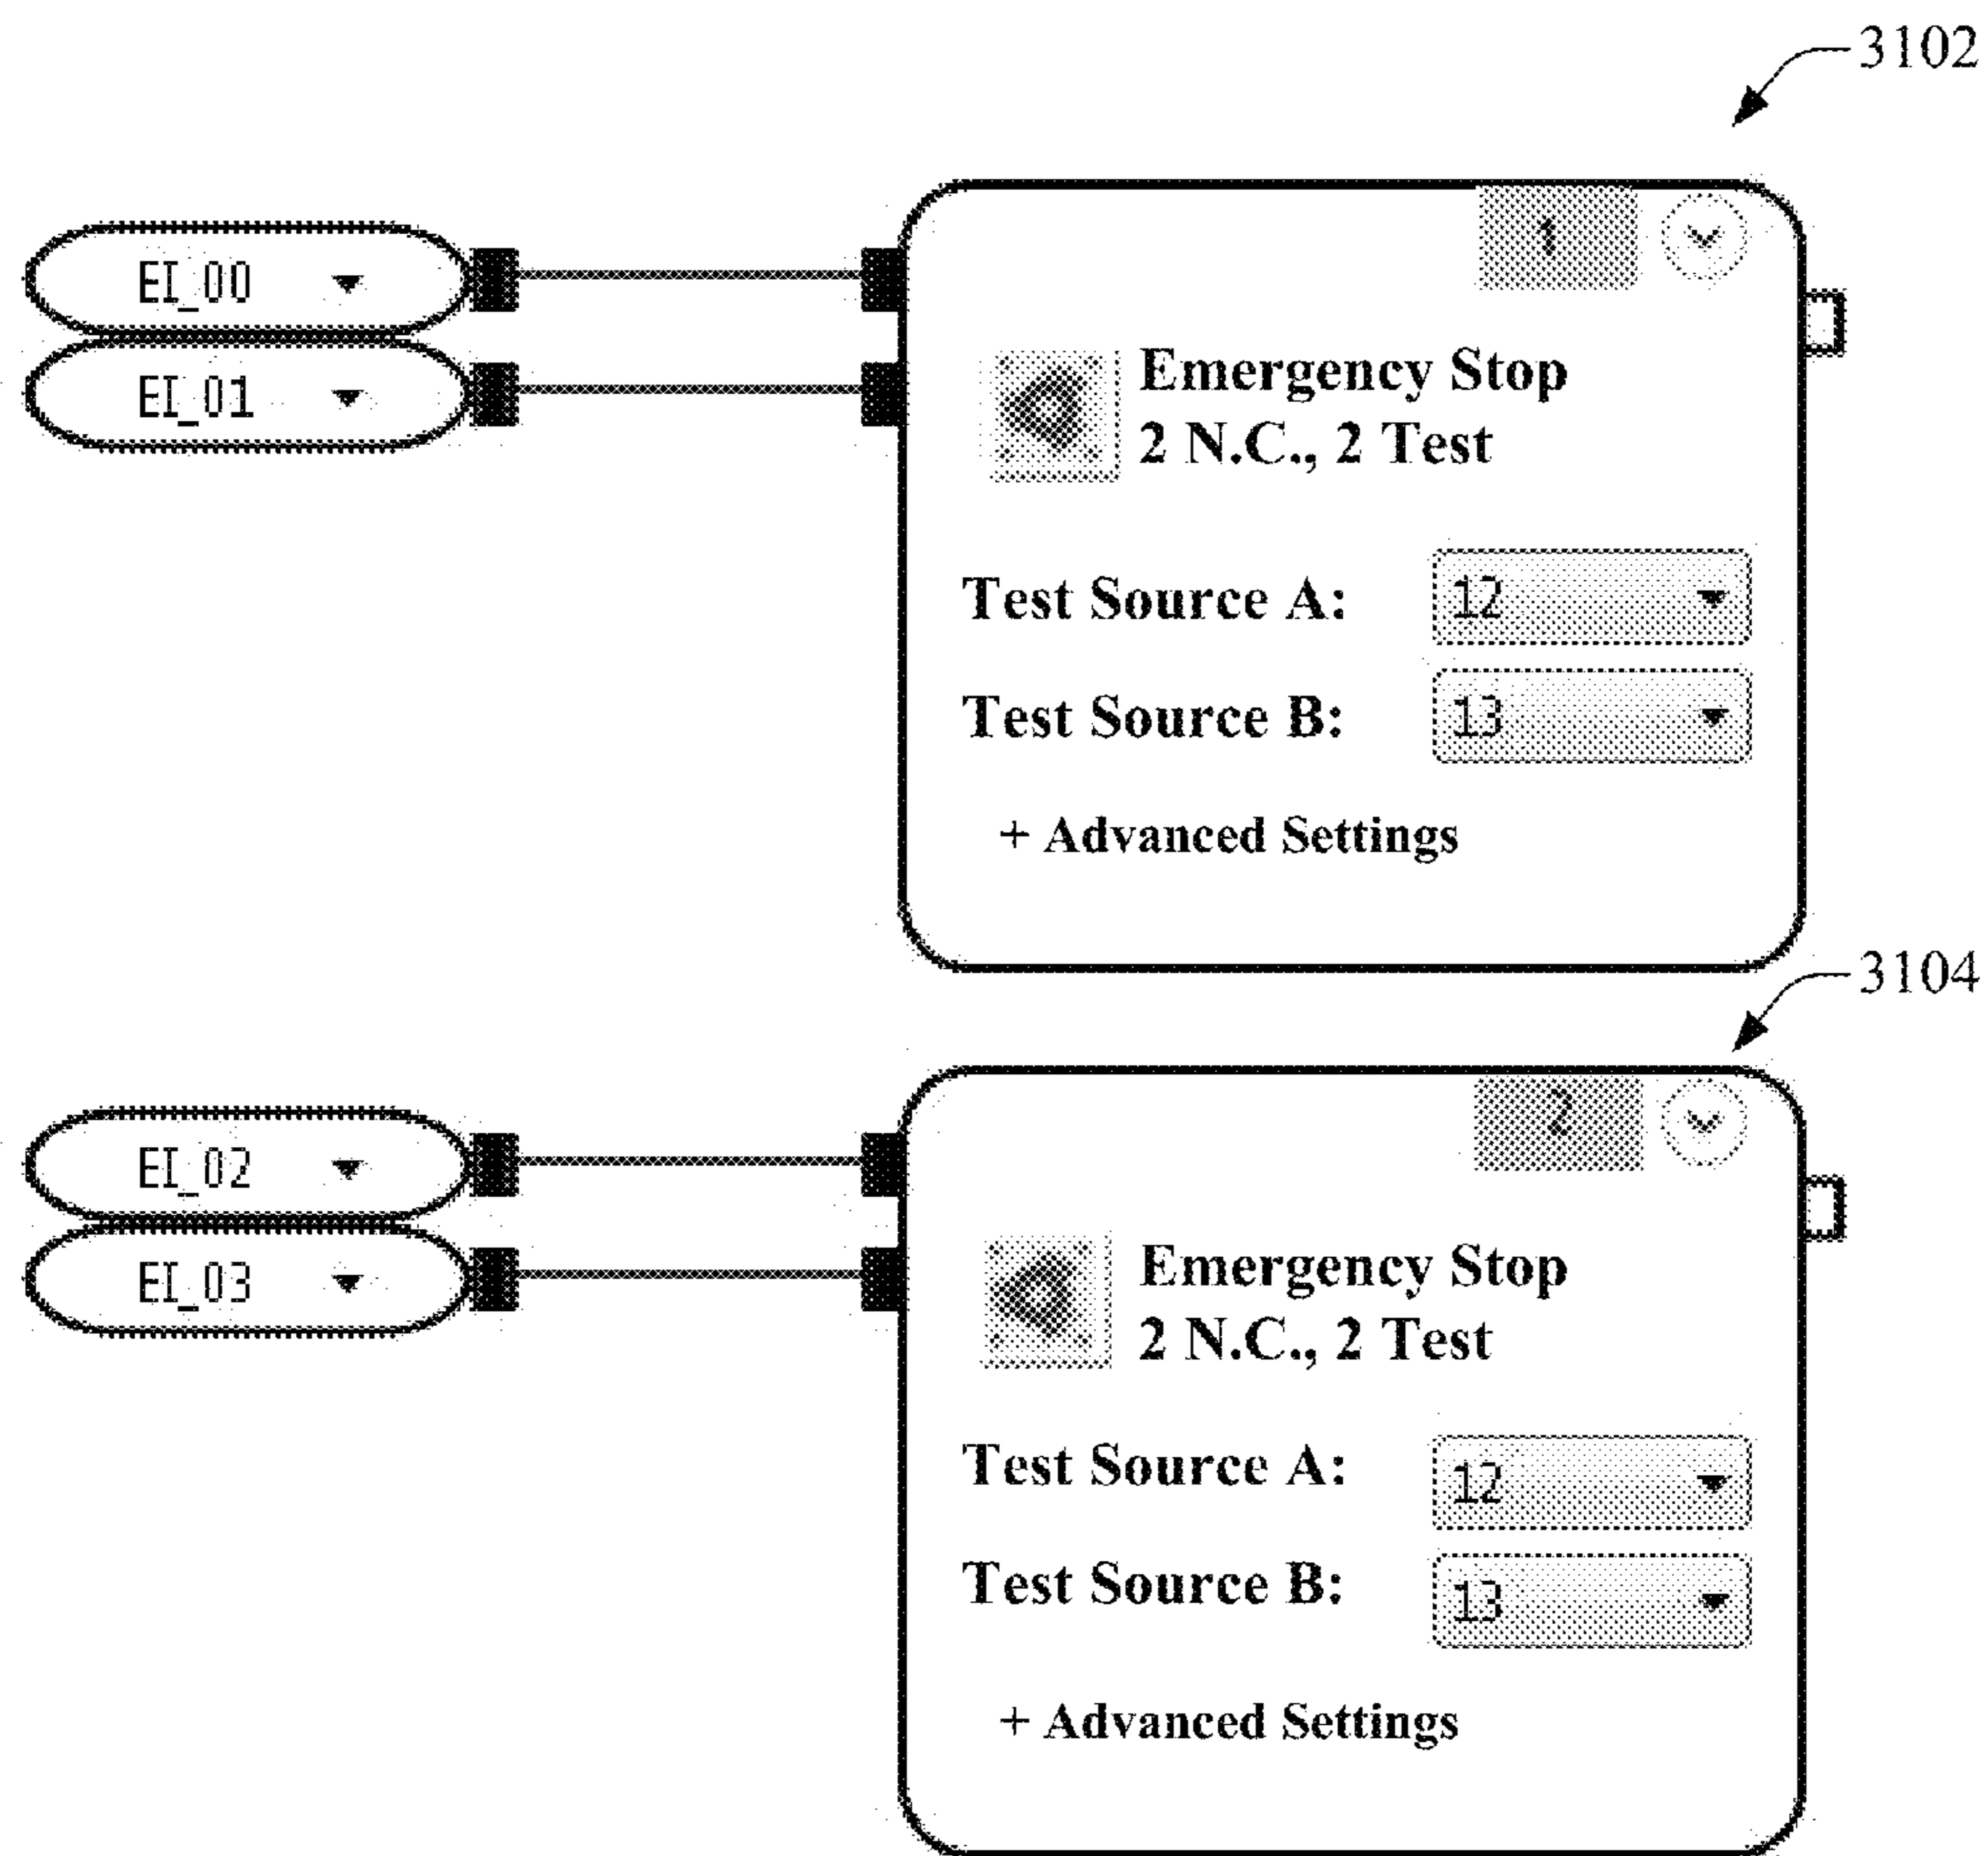 3102
1
EI_00
EI_01
Emergency Stop
2 N.C., 2 Test
Test Source A: 12
Test Source B: 13
+ Advanced Settings
3104
2
EI_02
EI_03
Emergency Stop
2 N.C., 2 Test
Test Source A: 12
Test Source B: 13
+ Advanced Settings